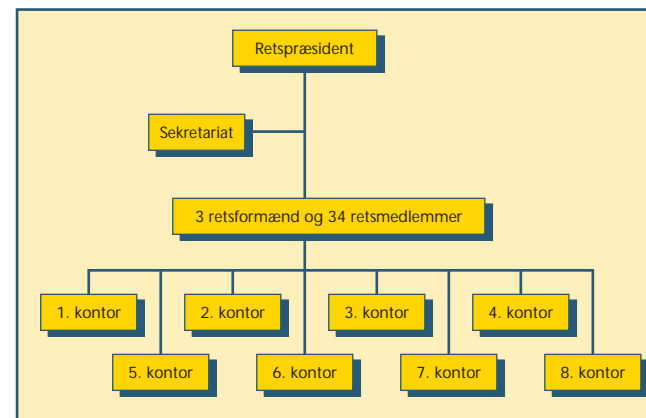 Retspræsident
Sekretariat
3 retsformænd og 34 retsmedlemmer
1. kontor
2. kontor
3. kontor
4. kontor
5. kontor
6. kontor
7. kontor
8. kontor